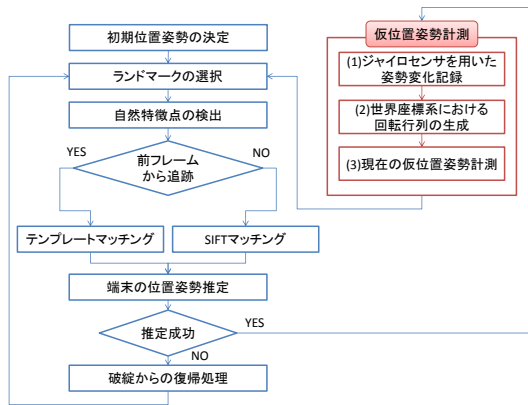 初期位置姿勢の決定
ランドマークの選択
自然特徴点の検出
YES
NO
前フレーム
から追跡
テンプレートマッチング
SIFTマッチング
端末の位置姿勢推定
推定成功
YES
NO
破綻からの復帰処理
仮位置姿勢計測
(1)ジャイロセンサを用いた
姿勢変化記録
(2)世界座標系における
回転行列の生成
(3)現在の仮位置姿勢計測